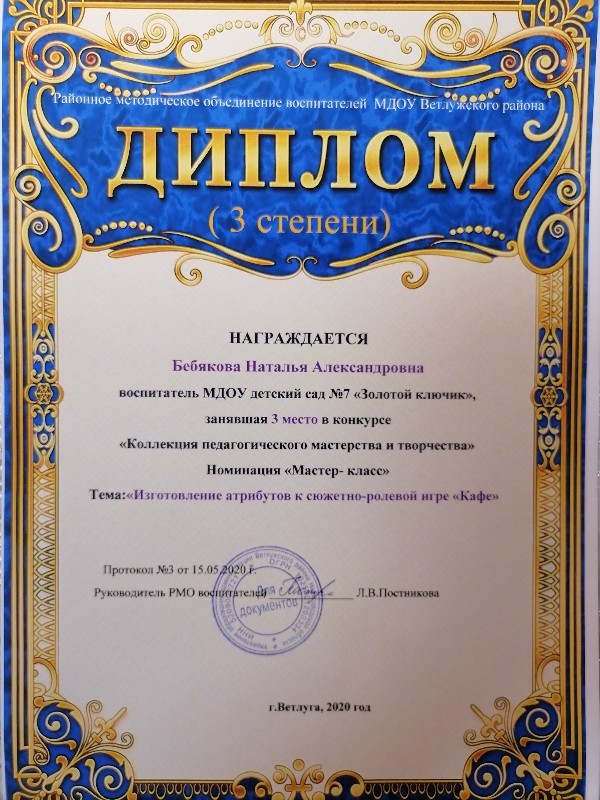 Районное методическое объединение воспитателей МДОУ Ветлужского района
ДИПЛОМ
( 3 степени)
НАГРАЖДАЕТСЯ
Бебякова Наталья Александровна
воспитатель МДОУ детский сад №7 «Золотой ключик»,
занявшая 3 место в конкурсе
«Коллекция педагогического мастерства и творчества»
Номинация «Мастер- класс»
Тема:«Изготовление атрибутов к сюжетно-ролевой игре «Кафе»
Протокол №3 от 15.05.2020 г.
Руководитель РМО воспитателей Л.В.Постникова
Для
документов
г.Ветлуга, 2020 год